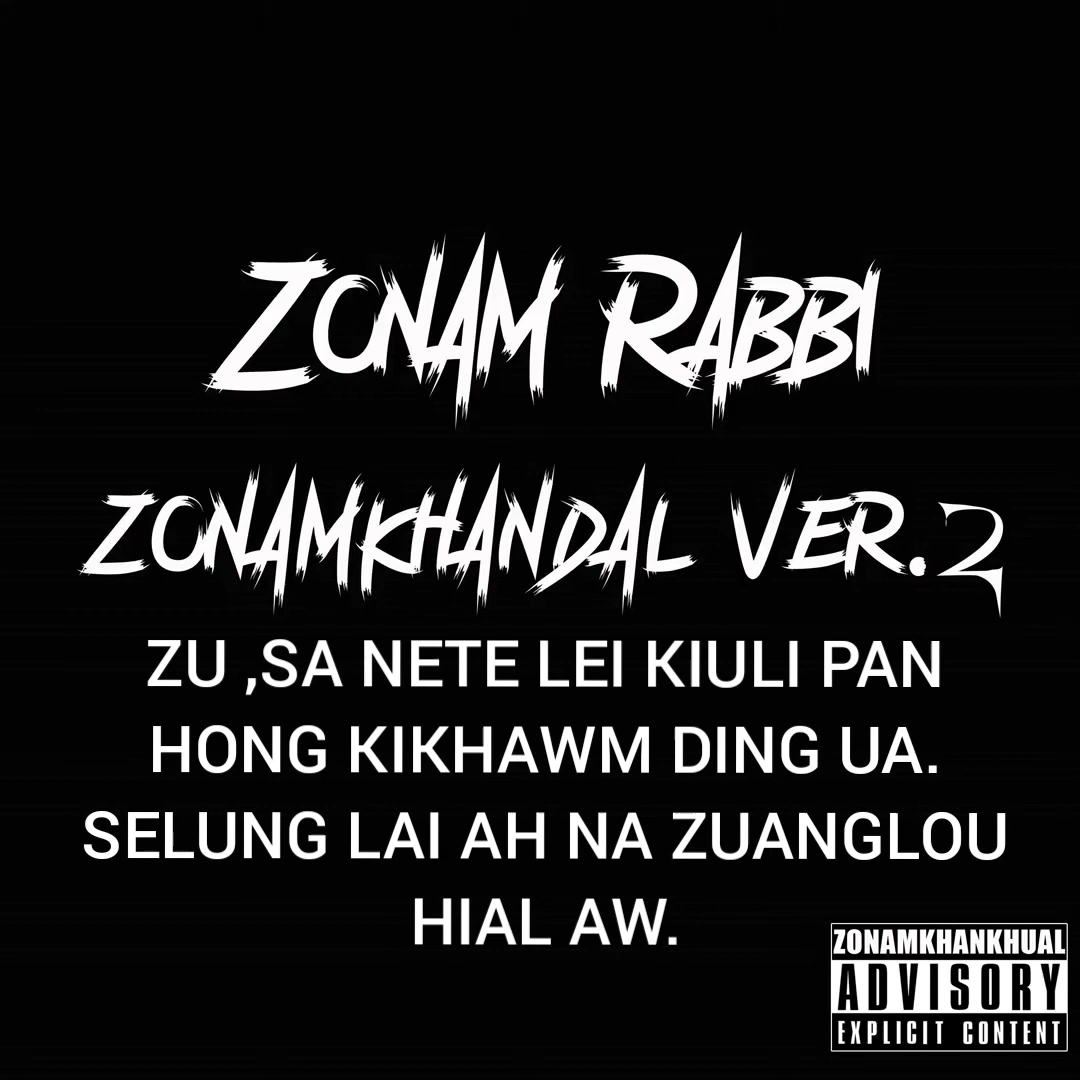 ZONAM RABBI
ZONAMKHANDAL VER.2
ZU ,SA NETE LEI KIULI PAN
HONG KIKHAWM DING UA.
SELUNG LAI AH NA ZUANGLOU
HIAL AW.
ZONAMKHANKHUAL
ADVISORY
EXPLICIT CONTENT